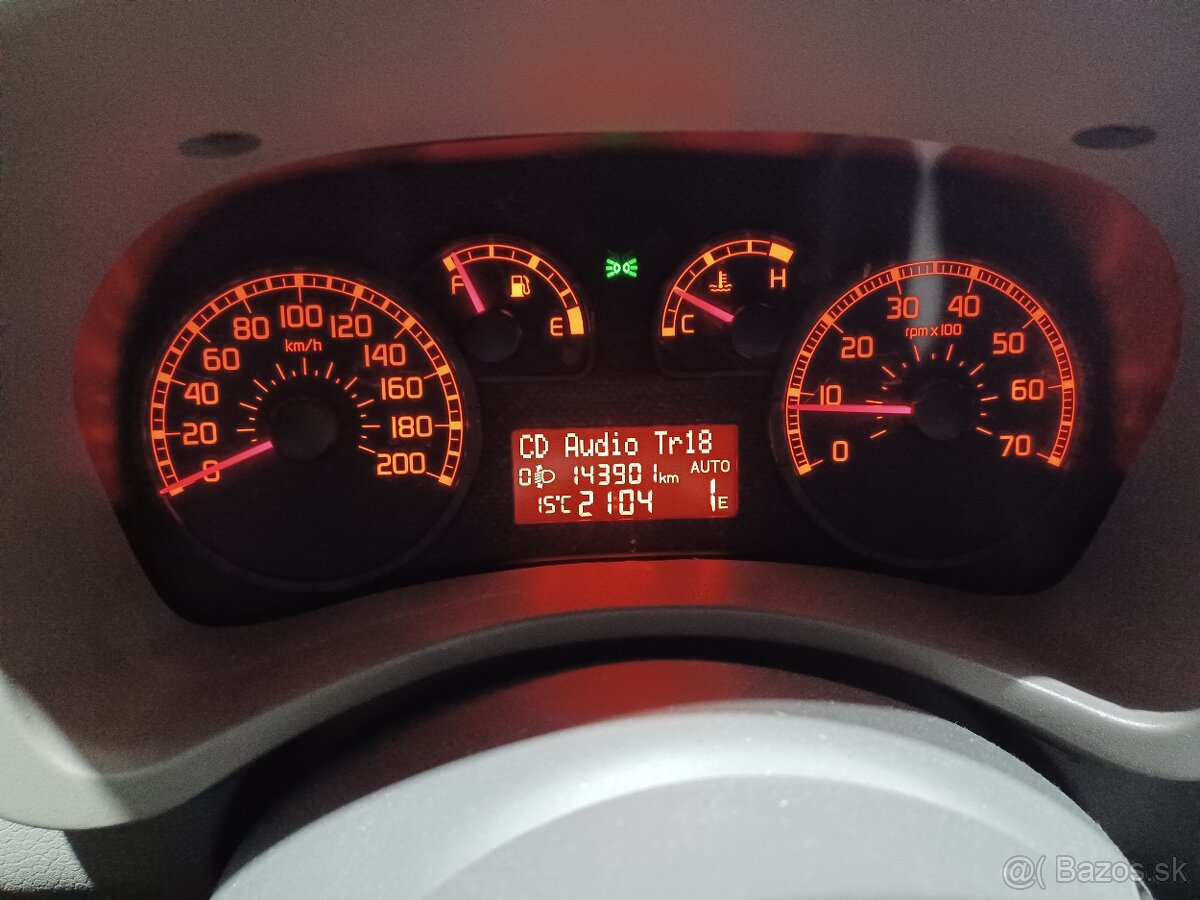 0 20 40 60 80 100 120 140 160 180 200
km/h
F E
C H
0 10 20 30 40 50 60 70
rpm x 100
CD Audio Tr18
0 143901 km AUTO
15°C 21:04 1E
@( Bazos.sk